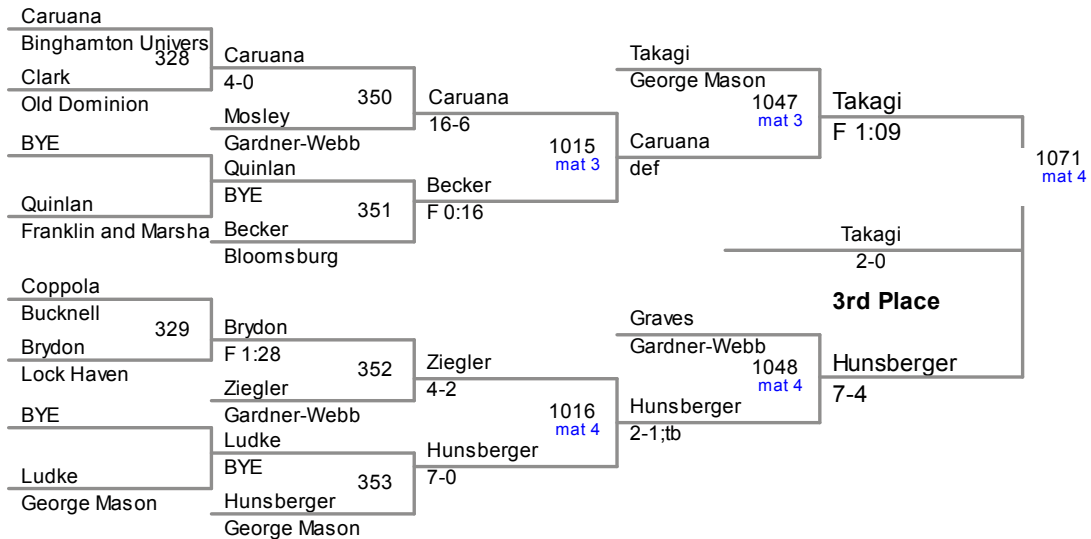 Caruana
Binghamton Univers
328
Clark
Old Dominion
BYE
Quinlan
Franklin and Marsha
Coppola
Bucknell
329
Brydon
Lock Haven
BYE
Ludke
George Mason
Caruana
4-0
350
Mosley
Gardner-Webb
Quinlan
BYE
351
Becker
Bloomsburg
Brydon
F 1:28
352
Ziegler
Gardner-Webb
Ludke
BYE
353
Hunsberger
George Mason
Caruana
16-6
1015
mat 3
Becker
F 0:16
Ziegler
4-2
1016
mat 4
Hunsberger
7-0
Takagi
George Mason
1047
mat 3
Caruana
def
Graves
Gardner-Webb
1048
mat 4
Hunsberger
2-1;tb
Takagi
F 1:09
1071
mat 4
Takagi
2-0
3rd Place
Hunsberger
7-4